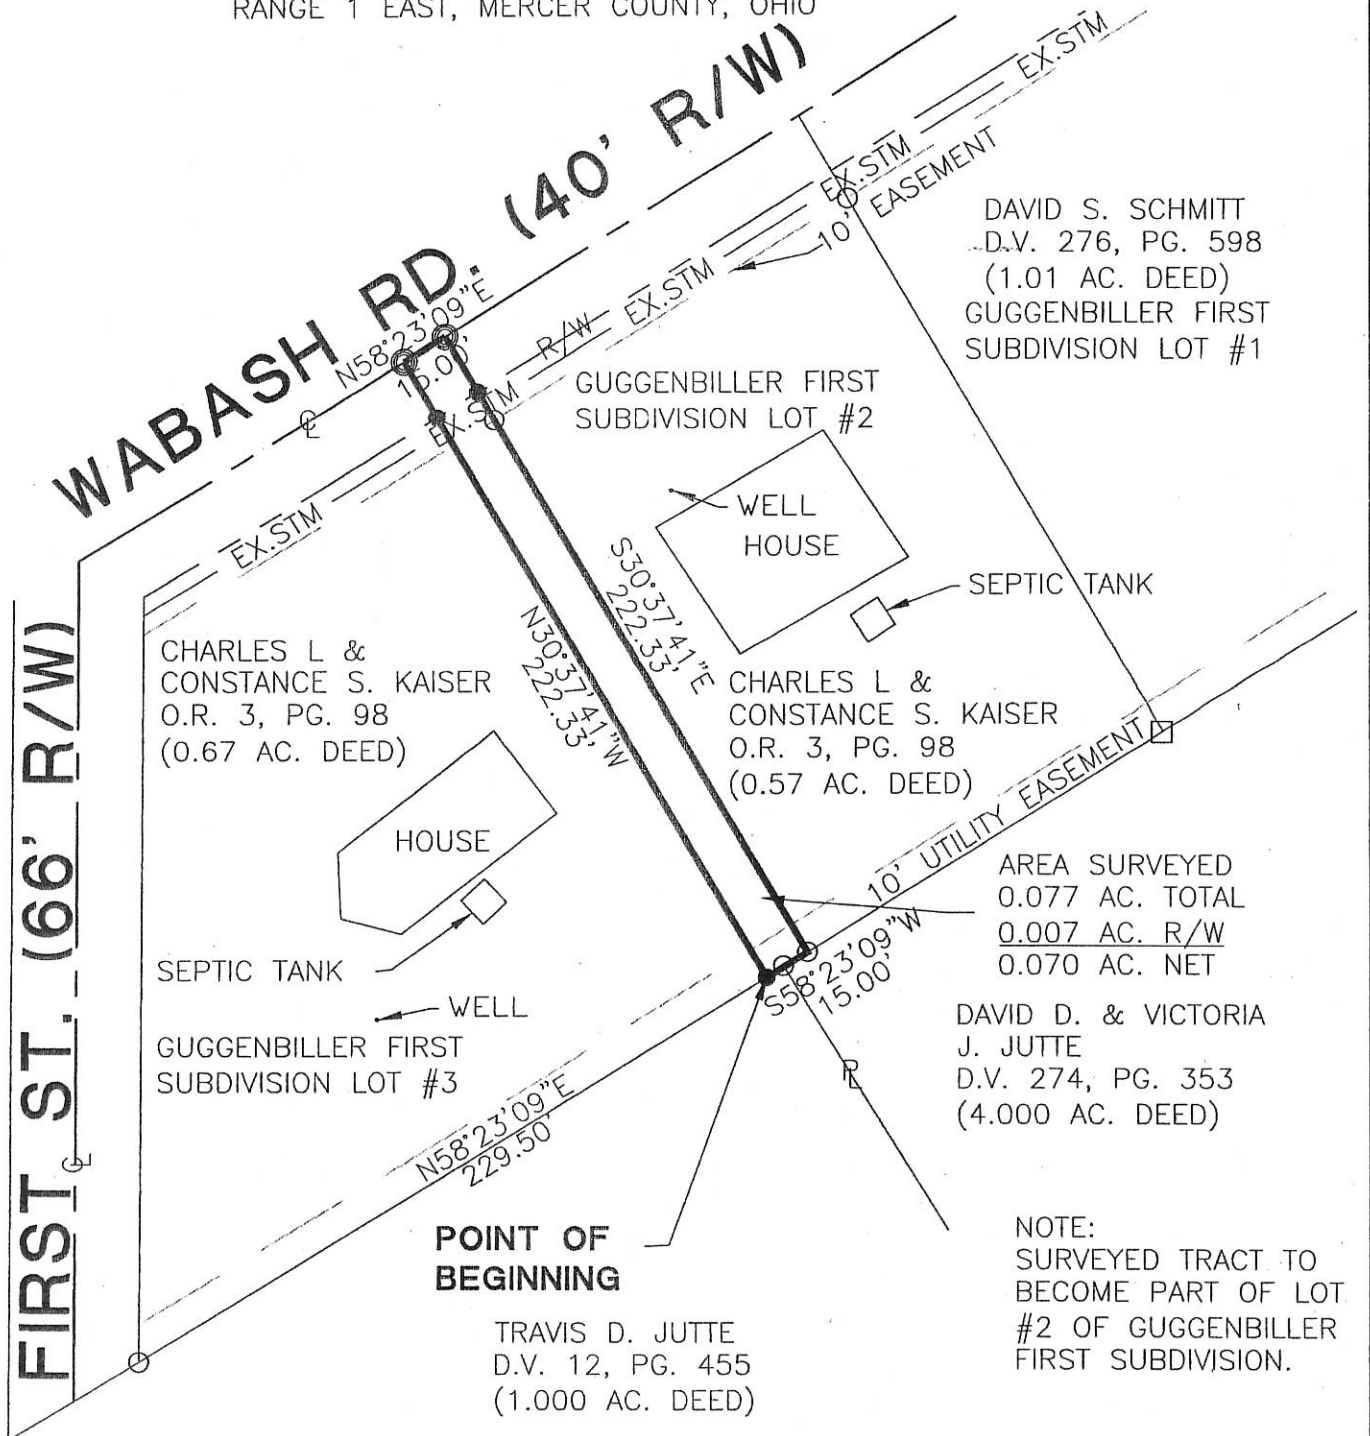 RANGE 1 EAST, MERCER COUNTY, OHIO
WABASH RD. (40' R/W)
EX.STM
EX.STM
10' EASEMENT
DAVID S. SCHMITT
D.V. 276, PG. 598
(1.01 AC. DEED)
GUGGENBILLER FIRST
SUBDIVISION LOT #1
N58°23'09"E
15.00'
R/W
EX.STM
EX.STM
GUGGENBILLER FIRST
SUBDIVISION LOT #2
EX.STM
WELL
HOUSE
SEPTIC TANK
S30°37'41"E
222.33'
N30°37'41"W
222.33'
CHARLES L &
CONSTANCE S. KAISER
O.R. 3, PG. 98
(0.67 AC. DEED)
CHARLES L &
CONSTANCE S. KAISER
O.R. 3, PG. 98
(0.57 AC. DEED)
FIRST ST. (66' R/W)
HOUSE
SEPTIC TANK
WELL
GUGGENBILLER FIRST
SUBDIVISION LOT #3
10' UTILITY EASEMENT
AREA SURVEYED
0.077 AC. TOTAL
0.007 AC. R/W
0.070 AC. NET
S58°23'09"W
15.00'
DAVID D. & VICTORIA
J. JUTTE
D.V. 274, PG. 353
(4.000 AC. DEED)
N58°23'09"E
229.50'
POINT OF
BEGINNING
TRAVIS D. JUTTE
D.V. 12, PG. 455
(1.000 AC. DEED)
NOTE:
SURVEYED TRACT TO
BECOME PART OF LOT
#2 OF GUGGENBILLER
FIRST SUBDIVISION.